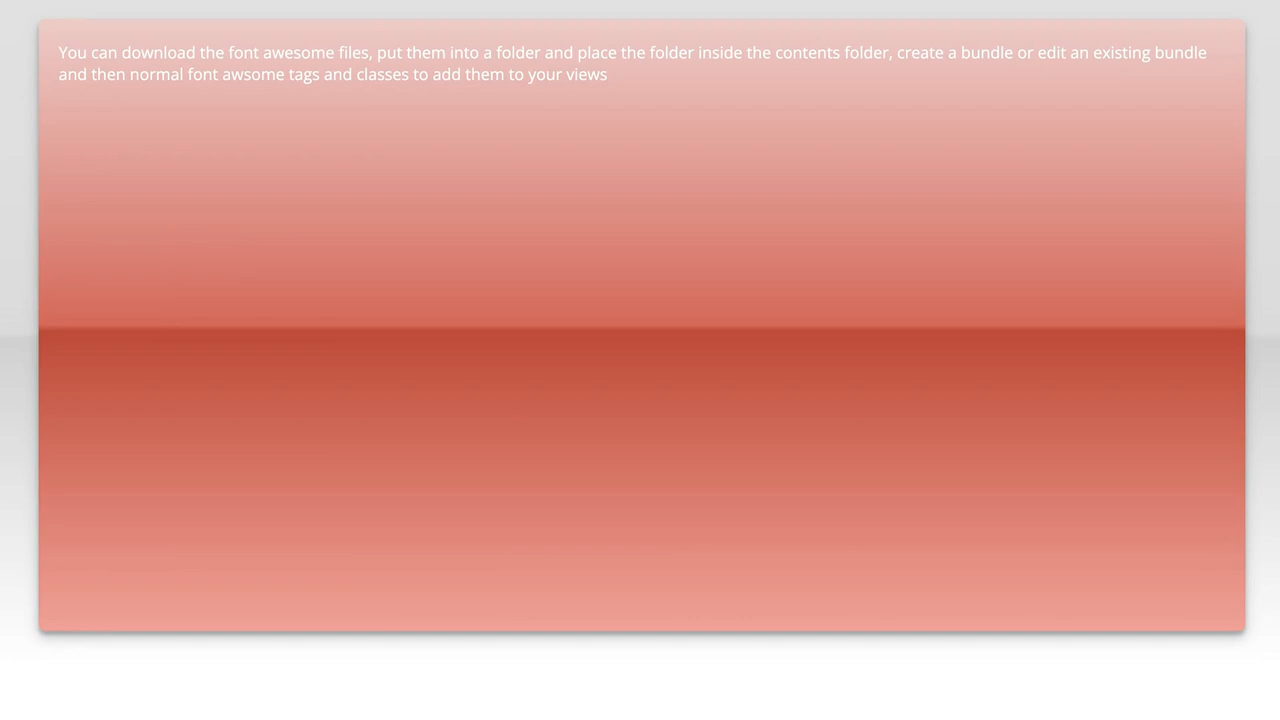 You can download the font awesome files, put them into a folder and place the folder inside the contents folder, create a bundle or edit an existing bundle
and then normal font awsome tags and classes to add them to your views